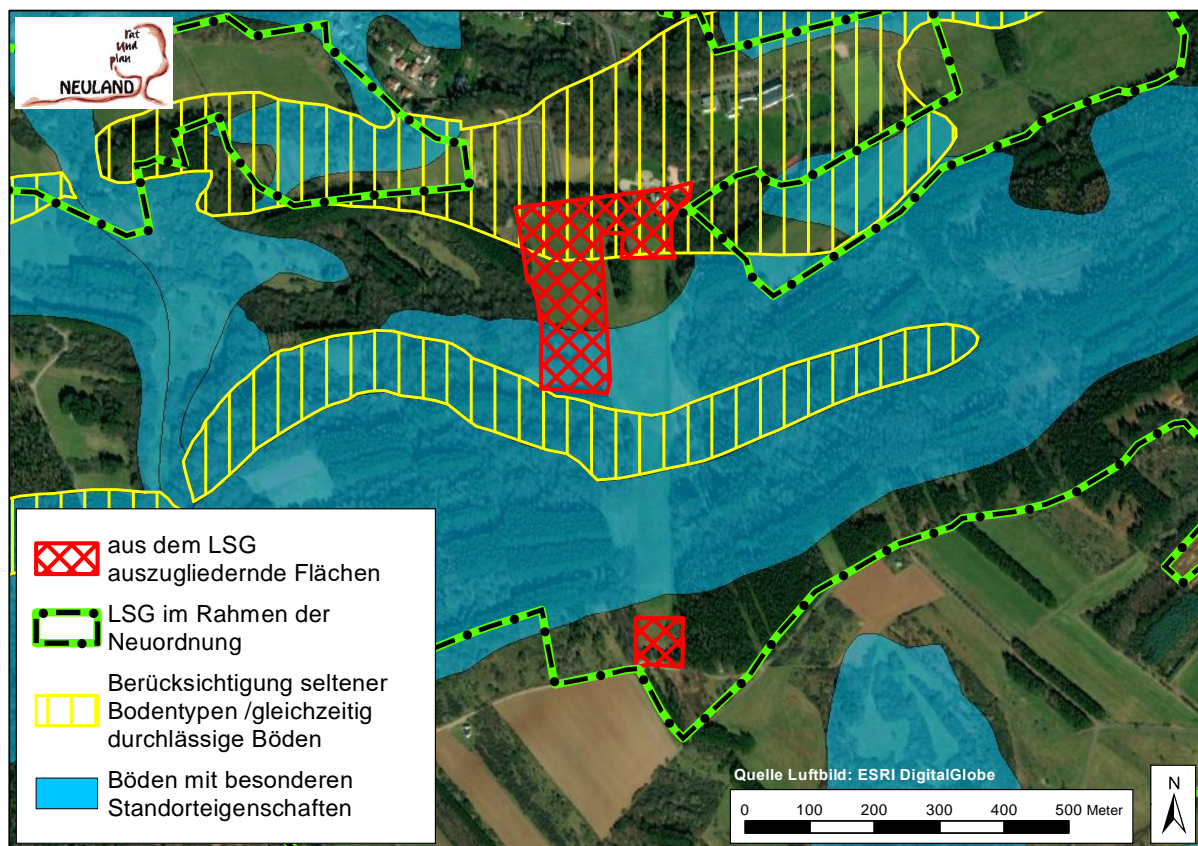 rat
und
plan
NEULAND
aus dem LSG
auszugliedernde Flächen
LSG im Rahmen der
Neuordnung
Berücksichtigung seltener
Bodentypen /gleichzeitig
durchlässige Böden
Böden mit besonderen
Standorteigenschaften
Quelle Luftbild: ESRI DigitalGlobe
0 100 200 300 400 500 Meter
N